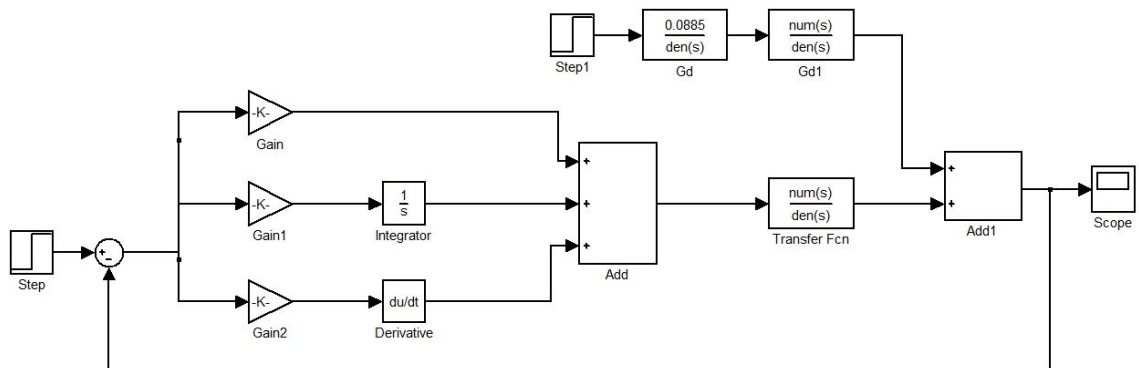 0.0885
den(s)
num(s)
den(s)
Step1
Gd
Gd1
-K-
Gain
+
+
-K-
1
s
+
num(s)
den(s)
+
Gain1
Integrator
Transfer Fcn
Add1
Scope
+
-
+
Step
Add
-K-
du/dt
Gain2
Derivative